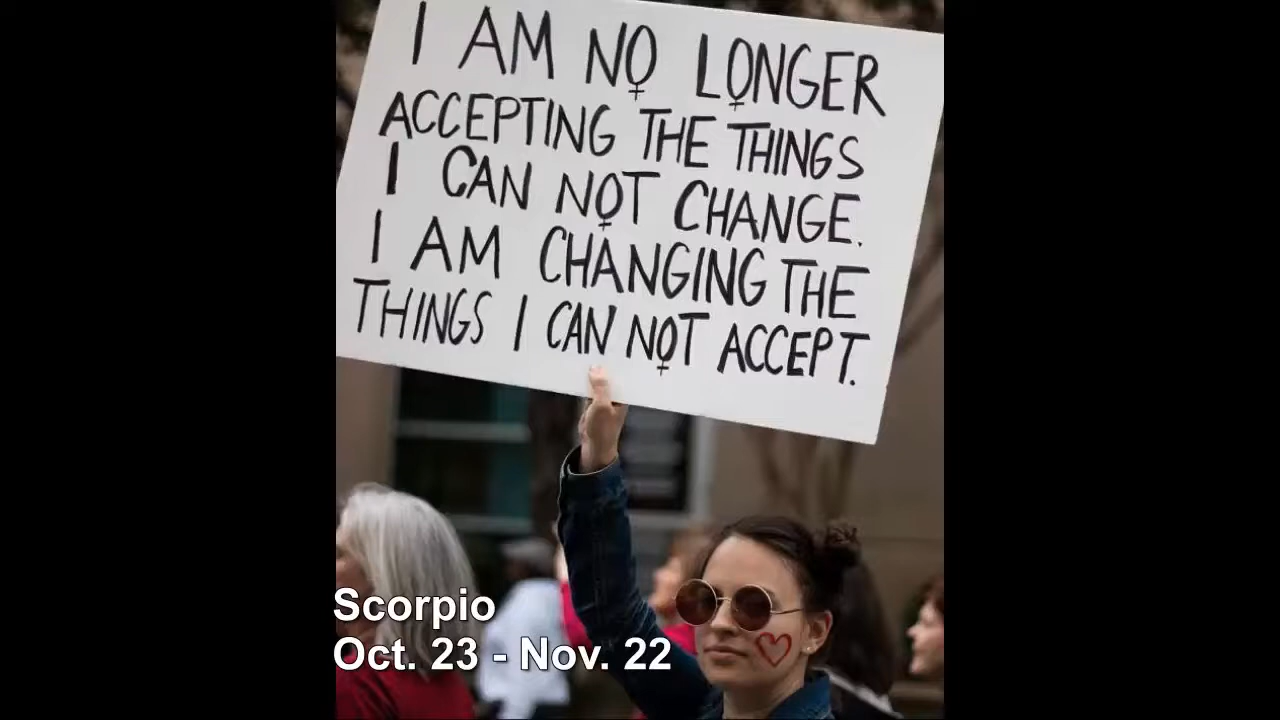 I AM NO LONGER
ACCEPTING THE THINGS
I CAN NOT CHANGE.
I AM CHANGING THE
THINGS I CAN NOT ACCEPT.
Scorpio
Oct. 23 - Nov. 22